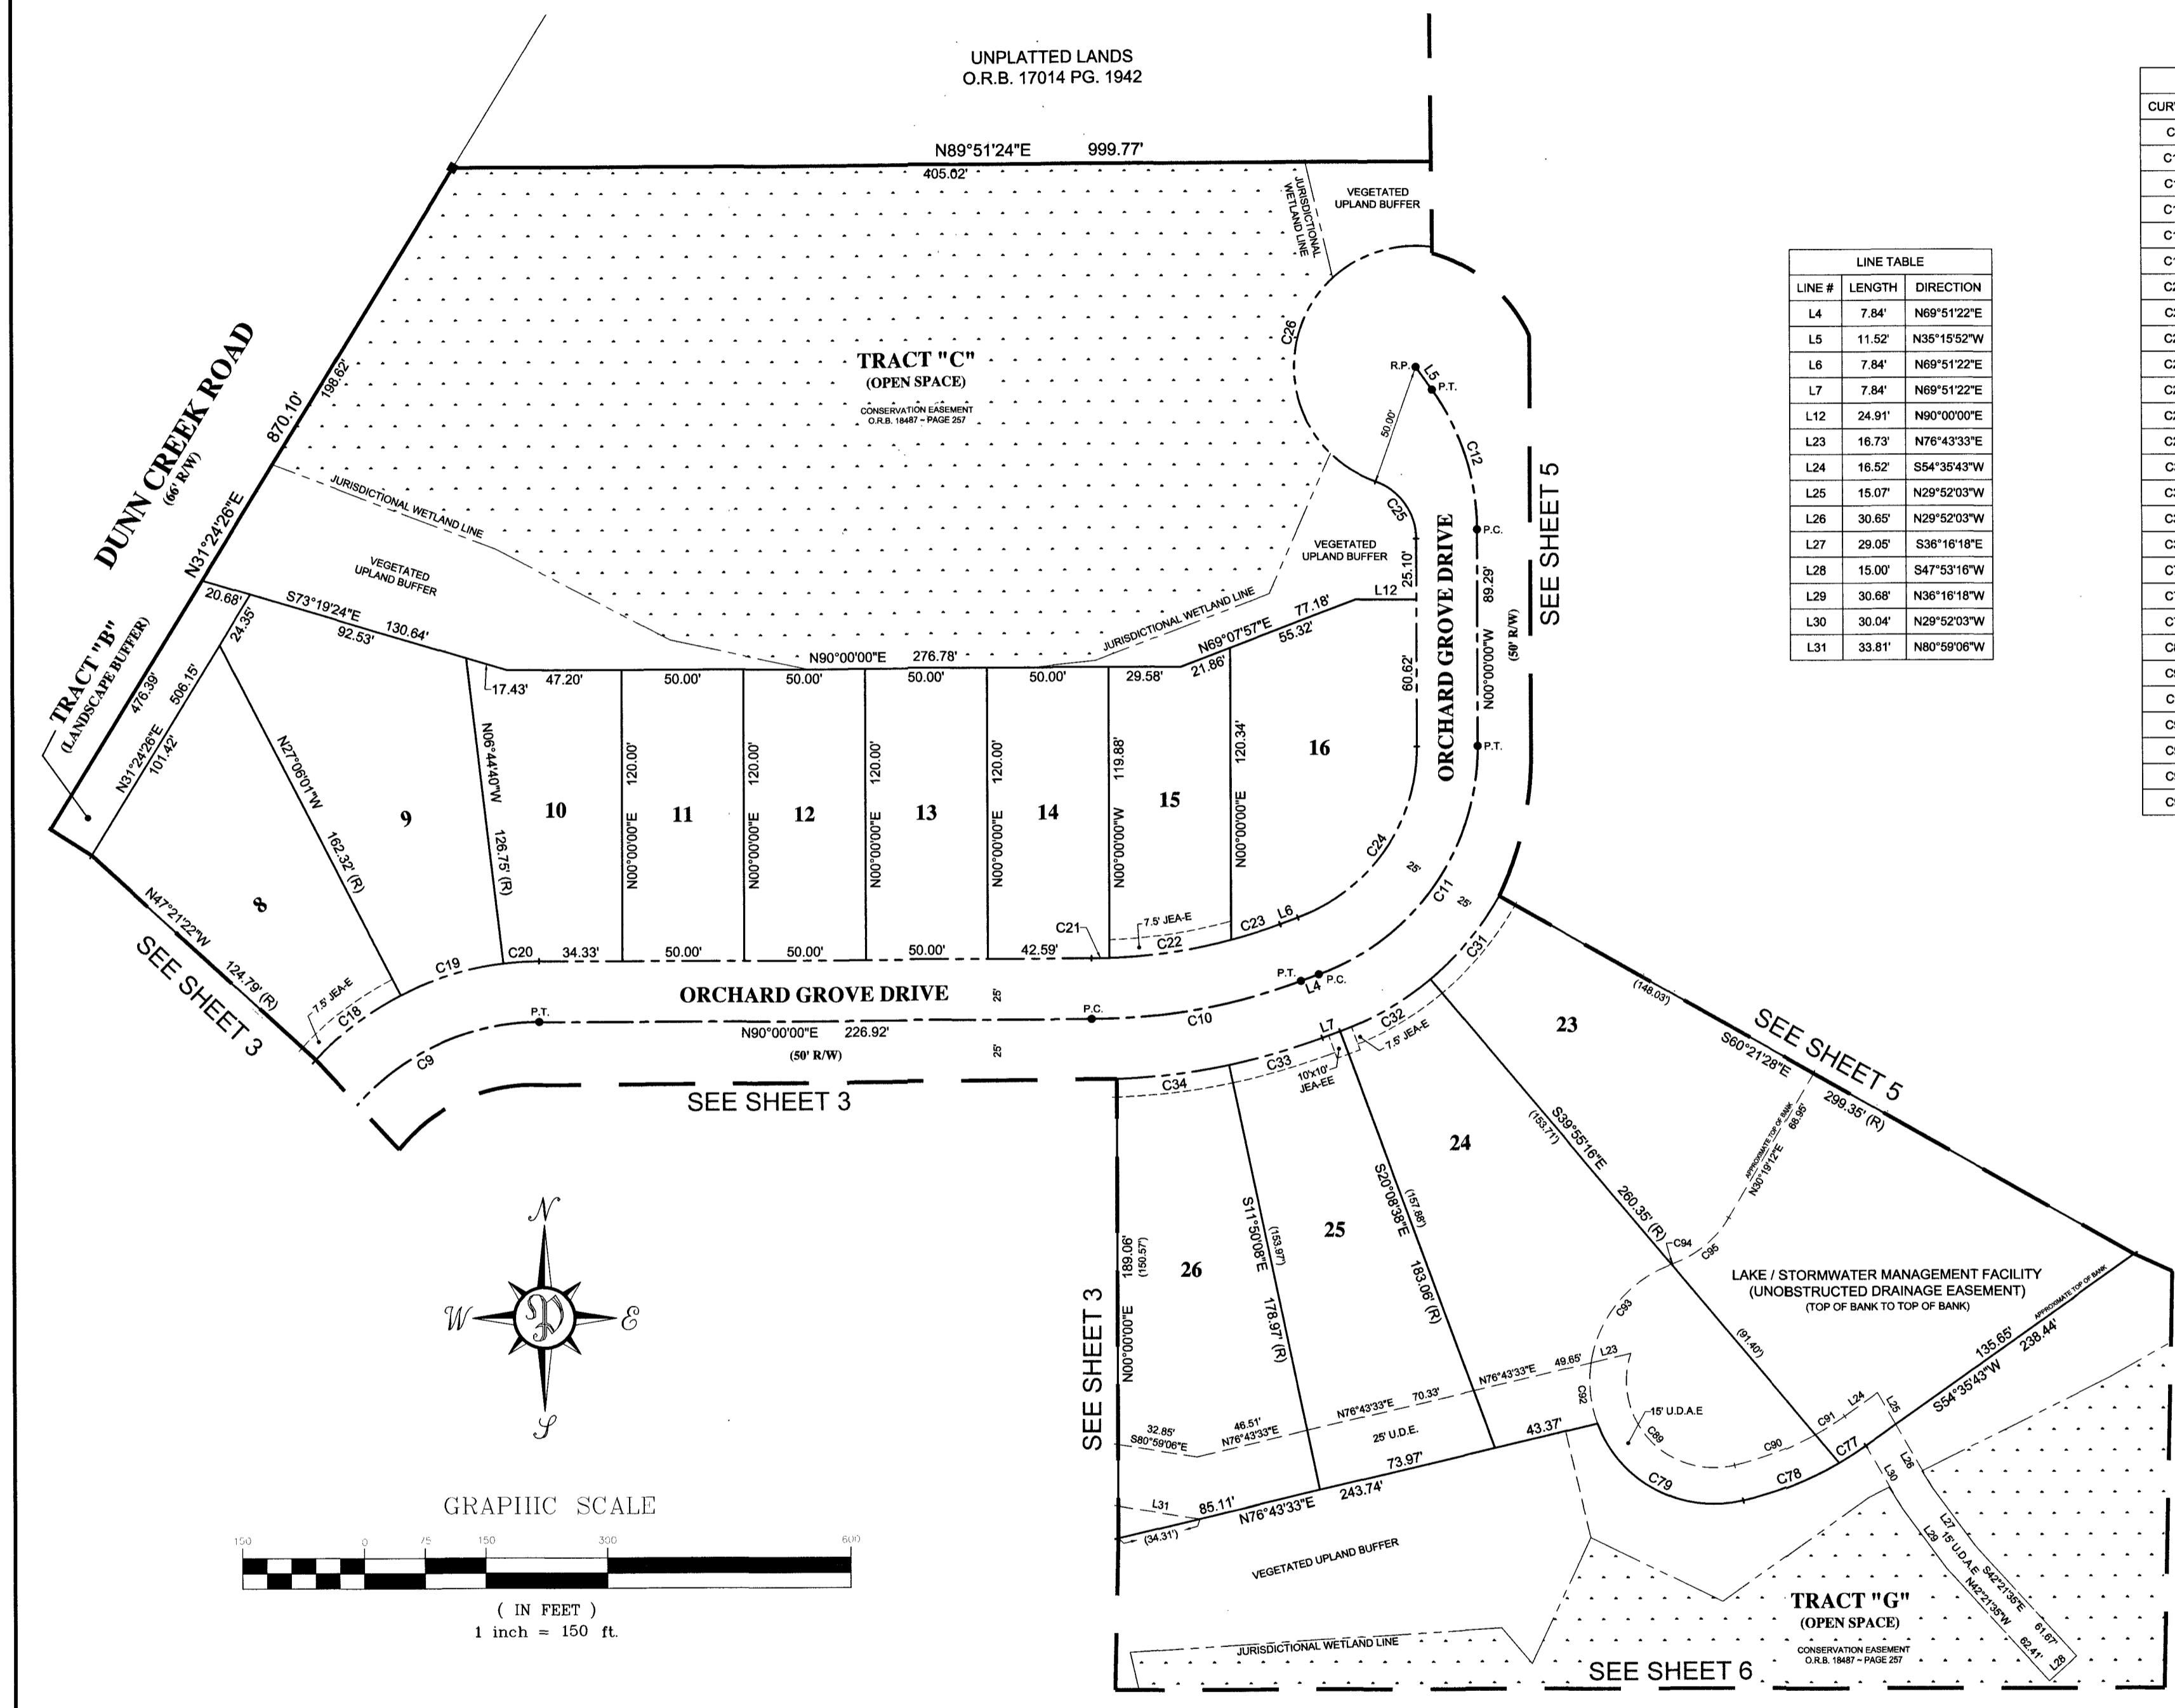 UNPLATTED LANDS
O.R.B. 17014 PG. 1942
N89°51'24"E 999.77'
405.02'
JURISDICTIONAL
WETLAND LINE
VEGETATED
UPLAND BUFFER
TRACT "C"
(OPEN SPACE)
CONSERVATION EASEMENT
O.R.B. 18487 ~ PAGE 257
DUNN CREEK ROAD
(66' R/W)
870.10'
198.62'
N31°24'26"E
JURISDICTIONAL WETLAND LINE
VEGETATED
UPLAND BUFFER
20.68'
S73°19'24"E 130.64'
92.53'
24.35'
TRACT "B"
(LANDSCAPE BUFFER)
476.39'
506.15'
N31°24'26"E
101.42'
N47°21'22"W
124.79' (R)
SEE SHEET 3
8
N27°06'01"W
162.32' (R)
9
17.43'
N06°44'40"W
126.75' (R)
10
47.20'
N90°00'00"E 276.78'
50.00'
50.00'
50.00'
50.00'
29.58'
21.86'
N69°07'57"E 77.18'
55.32'
JURISDICTIONAL WETLAND LINE
VEGETATED
UPLAND BUFFER
L12
25.10'
60.62'
N00°00'00"E 120.00'
11
N00°00'00"E 120.00'
12
N00°00'00"E 120.00'
13
N00°00'00"E 120.00'
14
N00°00'00"W 119.88'
15
N00°00'00"E 120.34'
16
C26
R.P.
L5
P.T.
50.00'
C12
C25
P.C.
ORCHARD GROVE DRIVE
N00°00'00"W 89.29'
(50' R/W)
SEE SHEET 5
P.T.
C24
25'
C11
25'
7.5' JEA-E
C18
C19
C20
34.33'
50.00'
50.00'
50.00'
42.59'
C21
7.5' JEA-E
C22
C23
L6
C9
P.T.
ORCHARD GROVE DRIVE
25'
N90°00'00"E 226.92'
(50' R/W)
25'
P.C.
C10
P.T.
L4
P.C.
SEE SHEET 3
C31
C32
L7
7.5' JEA-E
C33
10'x10'
JEA-EE
C34
23
(148.03')
SEE SHEET 5
S60°21'28"E
299.35' (R)
APPROXIMATE TOP OF BANK
N30°19'12"E 68.95'
24
S39°55'16"E
(153.71')
260.35' (R)
(91.40')
25
S20°08'38"E
(157.88')
183.06' (R)
26
S11°50'08"E
(153.97')
178.97' (R)
SEE SHEET 3
N00°00'00"E 189.06'
(150.57')
C94
C95
C93
C92
LAKE / STORMWATER MANAGEMENT FACILITY
(UNOBSTRUCTED DRAINAGE EASEMENT)
(TOP OF BANK TO TOP OF BANK)
APPROXIMATE TOP OF BANK
135.65'
238.44'
S54°35'43"W
32.85'
S80°59'06"E
46.51'
N76°43'33"E
N76°43'33"E 70.33'
N76°43'33"E 49.65'
L23
25' U.D.E.
15' U.D.A.E
C89
C90
C91
L24
L25
43.37'
73.97'
C79
C78
C77
L26
L30
L31
85.11'
N76°43'33"E 243.74'
(34.31')
VEGETATED UPLAND BUFFER
L27
L29
15' U.D.A.E
S42°21'35"E 61.67'
N42°21'35"W 62.41'
L28
TRACT "G"
(OPEN SPACE)
CONSERVATION EASEMENT
O.R.B. 18487 ~ PAGE 257
JURISDICTIONAL WETLAND LINE
SEE SHEET 6
N
W E
S
GRAPHIC SCALE
150 0 75 150 300 600
( IN FEET )
1 inch = 150 ft.
LINE TABLE
LINE # LENGTH DIRECTION
L4 7.84' N69°51'22"E
L5 11.52' N35°15'52"W
L6 7.84' N69°51'22"E
L7 7.84' N69°51'22"E
L12 24.91' N90°00'00"E
L23 16.73' N76°43'33"E
L24 16.52' S54°35'43"W
L25 15.07' N29°52'03"W
L26 30.65' N29°52'03"W
L27 29.05' S36°16'18"E
L28 15.00' S47°53'16"W
L29 30.68' N36°16'18"W
L30 30.04' N29°52'03"W
L31 33.81' N80°59'06"W